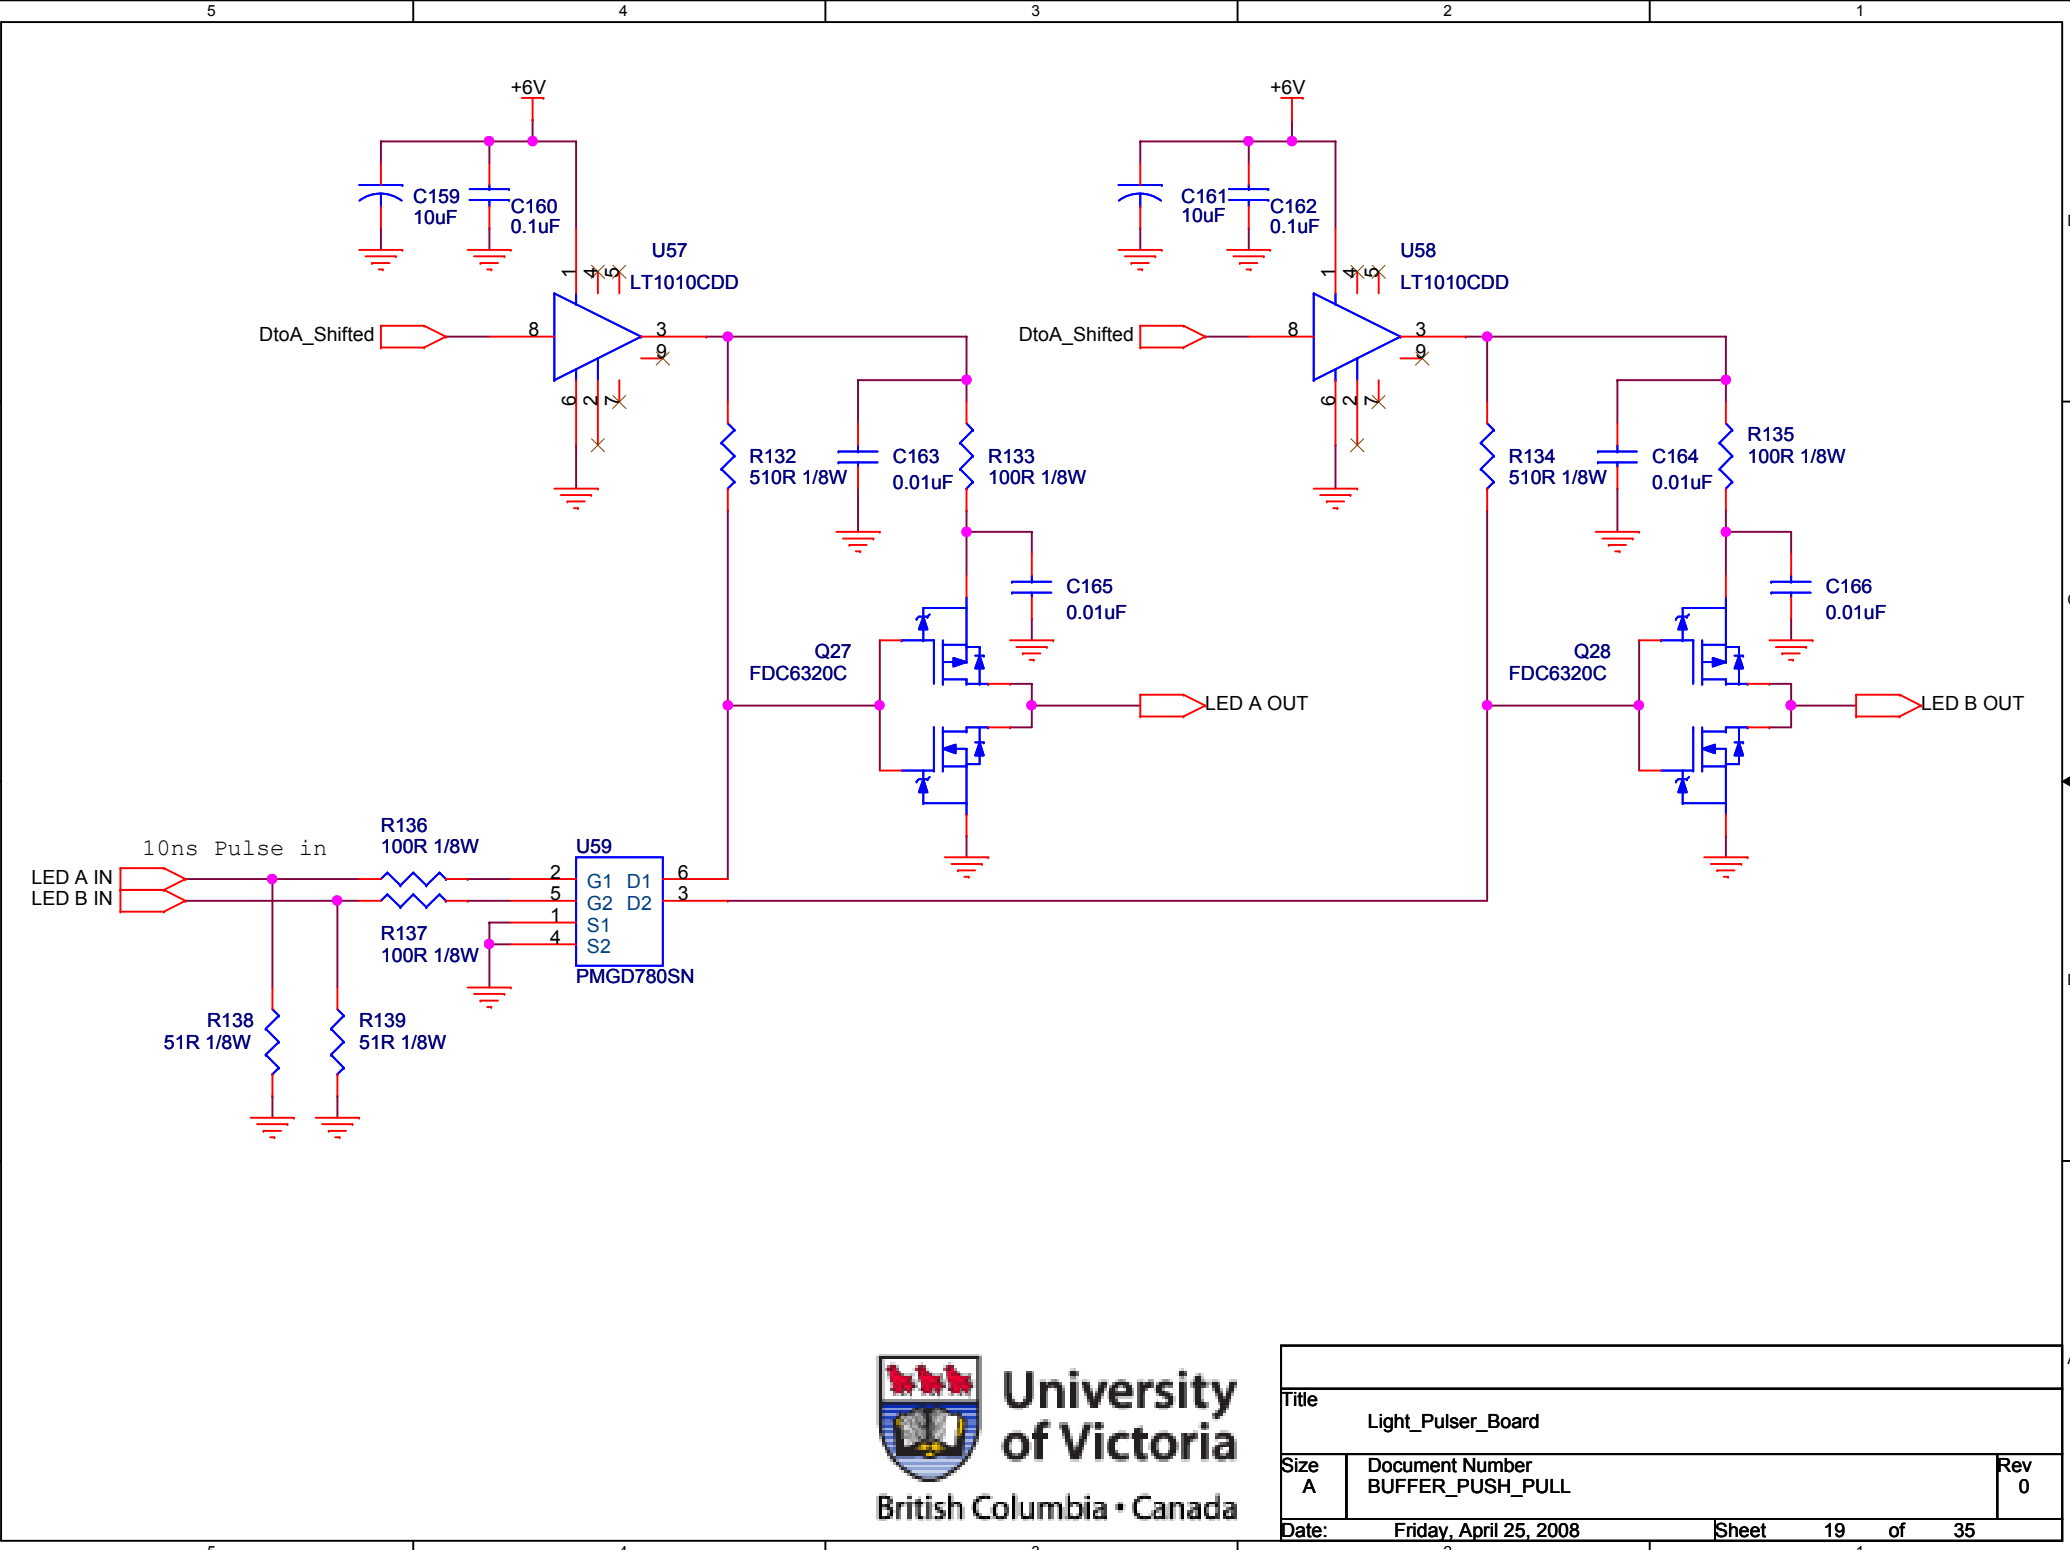 5 4 3 2 1
+6V
+6V
C159
10uF
C160
0.1uF
C161
10uF
C162
0.1uF
U57
LT1010CDD
U58
LT1010CDD
1 4 5
1 4 5
DtoA_Shifted
8
3
9
DtoA_Shifted
8
3
9
6 2 7
6 2 7
R132
510R 1/8W
C163
0.01uF
R133
100R 1/8W
R134
510R 1/8W
C164
0.01uF
R135
100R 1/8W
C165
0.01uF
C166
0.01uF
Q27
FDC6320C
Q28
FDC6320C
LED A OUT
LED B OUT
10ns Pulse in
R136
100R 1/8W
U59
LED A IN
LED B IN
2
5
1
4
G1 D1
G2 D2
S1
S2
6
3
R137
100R 1/8W
PMGD780SN
R138
51R 1/8W
R139
51R 1/8W
University
of Victoria
British Columbia • Canada
Title
Light_Pulser_Board
Size
A
Document Number
BUFFER_PUSH_PULL
Rev
0
Date:
Friday, April 25, 2008
Sheet 19 of 35